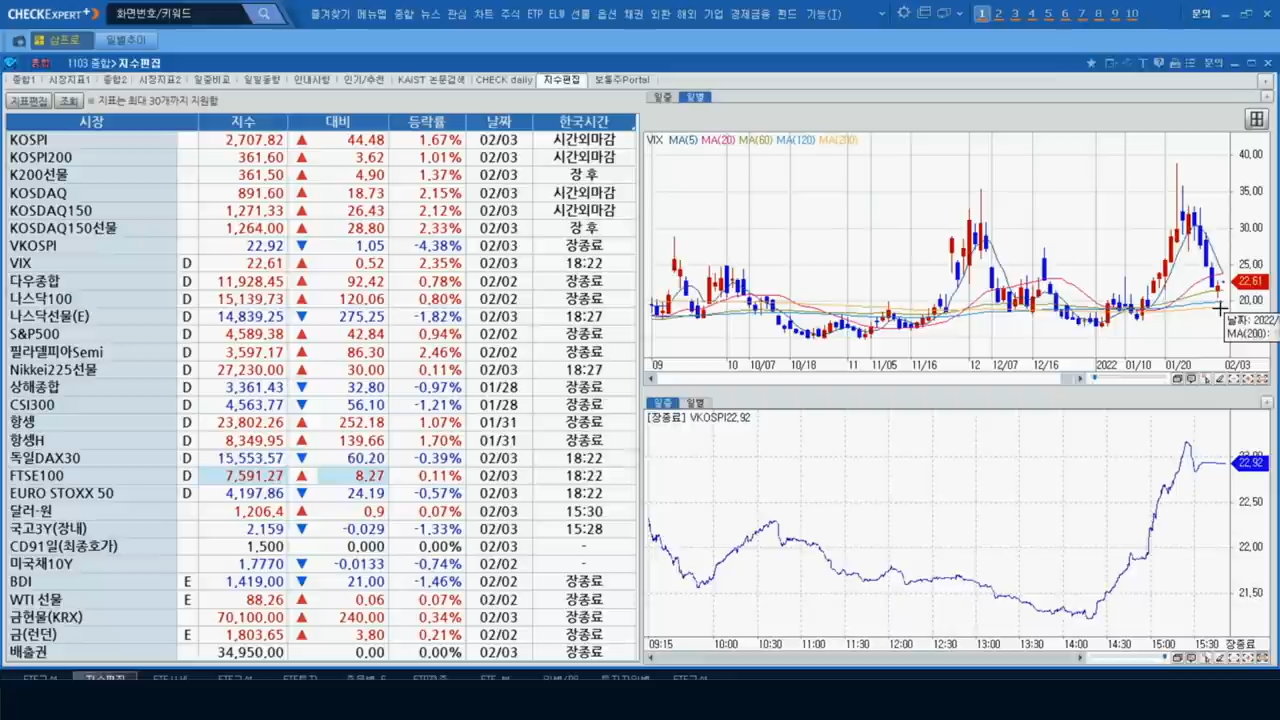 CHECK EXPERT+ 화면번호/키워드 즐겨찾기 메뉴맵 종합 뉴스 관심 차트 주식 ETP ELW 선물 옵션 채권 외환 해외 기업 경제금융 펀드 가능(I) 1 2 3 4 5 6 7 8 9 10 문의
삼프로 일별추이
종합 1103 종합>지수편집 문의
종합1 시장지표1 종합2 시장지표2 업종비교 인내사항 인기/추천 KAIST 논문검색 CHECK daily 지수편집 보통주Portal
지표편집 조회 ※ 지표는 최대 30개까지 지원함
시장 지수 대비 등락률 날짜 한국시간
KOSPI 2,707.82 ▲ 44.48 1.67% 02/03 시간외마감
KOSPI200 361.60 ▲ 3.62 1.01% 02/03 시간외마감
K200선물 361.50 ▲ 4.90 1.37% 02/03 장 후
KOSDAQ 891.60 ▲ 18.73 2.15% 02/03 시간외마감
KOSDAQ150 1,271.33 ▲ 26.43 2.12% 02/03 시간외마감
KOSDAQ150선물 1,264.00 ▲ 28.80 2.33% 02/03 장 후
VKOSPI 22.92 ▼ 1.05 -4.38% 02/03 장종료
VIX D 22.61 ▲ 0.52 2.35% 02/03 18:22
다우종합 D 11,928.45 ▲ 92.42 0.78% 02/02 장종료
나스닥100 D 15,139.73 ▲ 120.06 0.80% 02/02 장종료
나스닥선물(E) D 14,839.25 ▼ 275.25 -1.82% 02/03 18:27
S&P500 D 4,589.38 ▲ 42.84 0.94% 02/02 장종료
필라델피아Semi D 3,597.17 ▲ 86.30 2.46% 02/02 장종료
Nikkei225선물 D 27,230.00 ▲ 30.00 0.11% 02/03 18:27
상해종합 D 3,361.43 ▼ 32.80 -0.97% 01/28 장종료
CSI300 D 4,563.77 ▼ 56.10 -1.21% 01/28 장종료
항셍 D 23,802.26 ▲ 252.18 1.07% 01/31 장종료
항셍H D 8,349.95 ▲ 139.66 1.70% 01/31 장종료
독일DAX30 D 15,553.57 ▼ 60.20 -0.39% 02/03 18:22
FTSE100 D 7,591.27 ▲ 8.27 0.11% 02/03 18:22
EURO STOXX 50 D 4,197.86 ▼ 24.19 -0.57% 02/03 18:22
달러-원 1,206.4 ▲ 0.9 0.07% 02/03 15:30
국고3Y(장내) 2.159 ▼ -0.029 -1.33% 02/03 15:28
CD91일(최종호가) 1.500 0.000 0.00% 02/03 -
미국채10Y 1.7770 ▼ -0.0133 -0.74% 02/02 -
BDI E 1,419.00 ▼ 21.00 -1.46% 02/02 장종료
WTI 선물 E 88.26 ▲ 0.06 0.07% 02/02 장종료
금현물(KRX) 70,100.00 ▲ 240.00 0.34% 02/03 장종료
금(런던) E 1,803.65 ▲ 3.80 0.21% 02/02 장종료
배출권 34,950.00 0.00 0.00% 02/03 장종료
일중 일별
VIX MA(5) MA(20) MA(60) MA(120) MA(200)
40.00
35.00
30.00
25.00
22.61
20.00
날짜: 2022/
MA(200):
09 10 10/07 10/18 11 11/05 11/16 12 12/07 12/16 2022 01/10 01/20 02/03
일중 일별
[장종료] VKOSPI22.92
23.00
22.92
22.50
22.00
21.50
09:15 10:00 10:30 11:00 11:30 12:00 12:30 13:00 13:30 14:00 14:30 15:00 15:30 장종료
지수편집